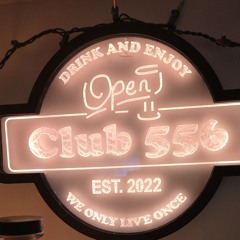 DRINK AND ENJOY
Open
Club 556
EST. 2022
WE ONLY LIVE ONCE